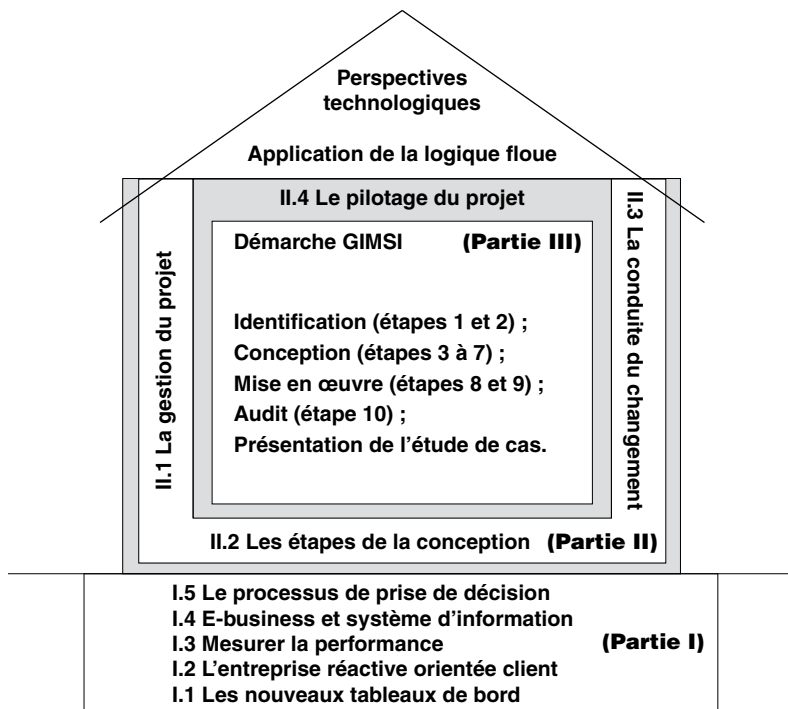 Perspectives
technologiques
Application de la logique floue
II.4 Le pilotage du projet
II.1 La gestion du projet
II.3 La conduite du changement
Démarche GIMSI (Partie III)
Identification (étapes 1 et 2) ;
Conception (étapes 3 à 7) ;
Mise en œuvre (étapes 8 et 9) ;
Audit (étape 10) ;
Présentation de l’étude de cas.
II.2 Les étapes de la conception (Partie II)
I.5 Le processus de prise de décision
I.4 E-business et système d’information
I.3 Mesurer la performance (Partie I)
I.2 L’entreprise réactive orientée client
I.1 Les nouveaux tableaux de bord